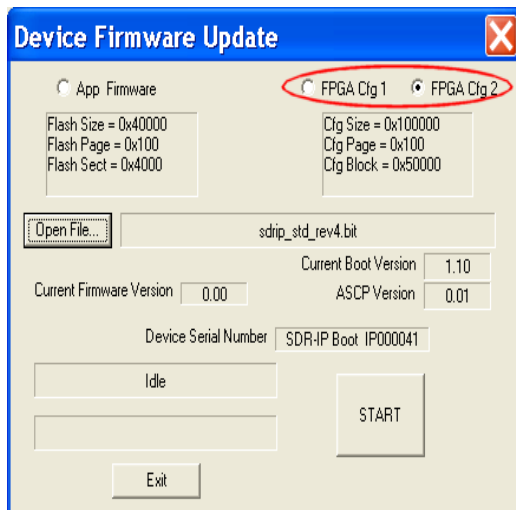 Device Firmware Update
App Firmware
FPGA Cfg 1
FPGA Cfg 2
Flash Size = 0x40000
Flash Page = 0x100
Flash Sect = 0x4000
Cfg Size = 0x100000
Cfg Page = 0x100
Cfg Block = 0x50000
Open File...
sdrip_std_rev4.bit
Current Boot Version 1.10
Current Firmware Version 0.00
ASCP Version 0.01
Device Serial Number SDR-IP Boot IP000041
Idle
START
Exit